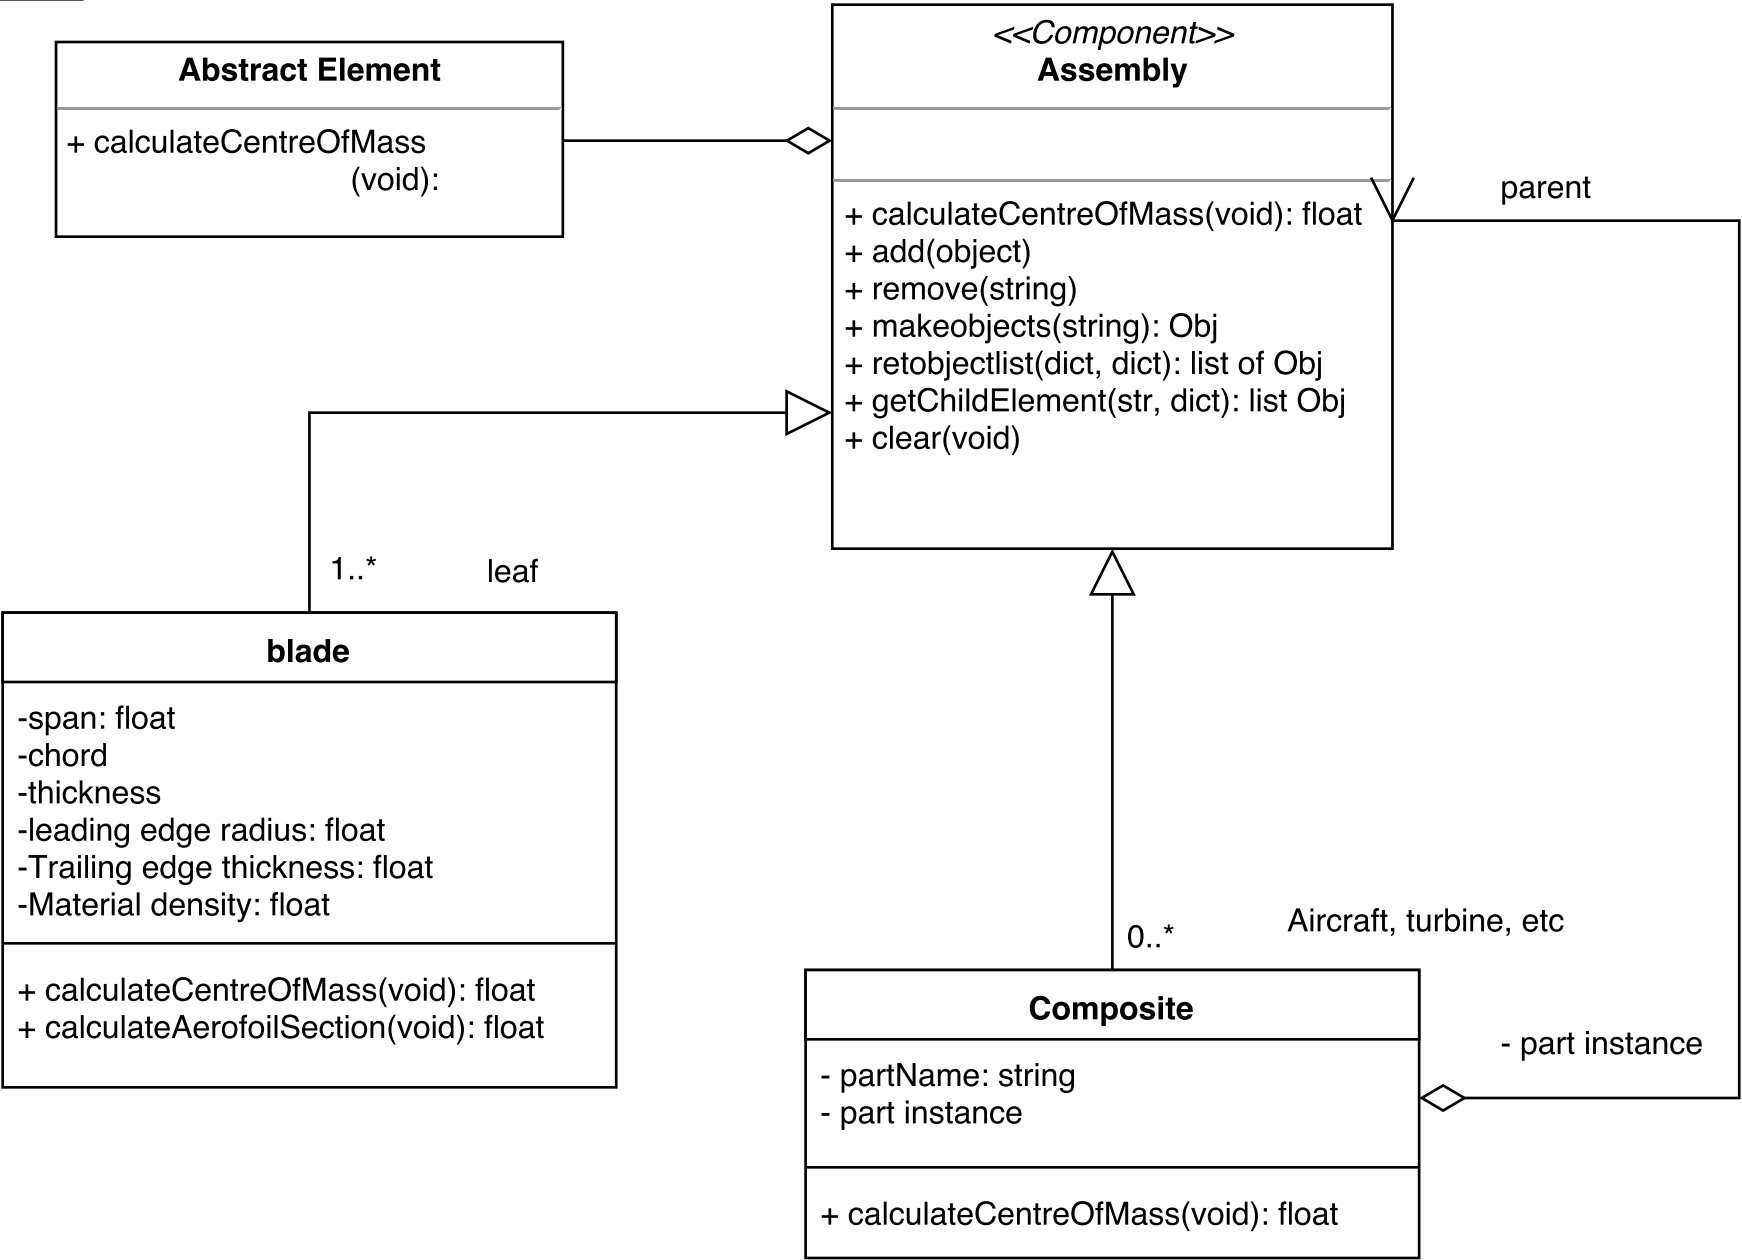 Abstract Element
+ calculateCentreOfMass
(void):
<<Component>>
Assembly
+ calculateCentreOfMass(void): float
+ add(object)
+ remove(string)
+ makeobjects(string): Obj
+ retobjectlist(dict, dict): list of Obj
+ getChildElement(str, dict): list Obj
+ clear(void)
parent
1..*
leaf
blade
-span: float
-chord
-thickness
-leading edge radius: float
-Trailing edge thickness: float
-Material density: float
+ calculateCentreOfMass(void): float
+ calculateAerofoilSection(void): float
0..*
Aircraft, turbine, etc
Composite
- partName: string
- part instance
+ calculateCentreOfMass(void): float
- part instance